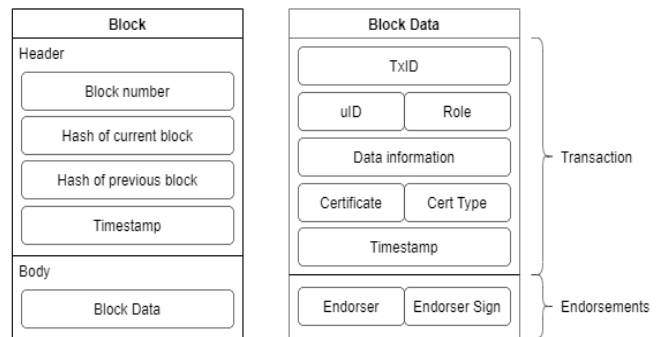 Block
Header
Block number
Hash of current block
Hash of previous block
Timestamp
Body
Block Data
Block Data
TxID
uID Role
Data information
Certificate Cert Type
Timestamp
Transaction
Endorser Endorser Sign
Endorsements